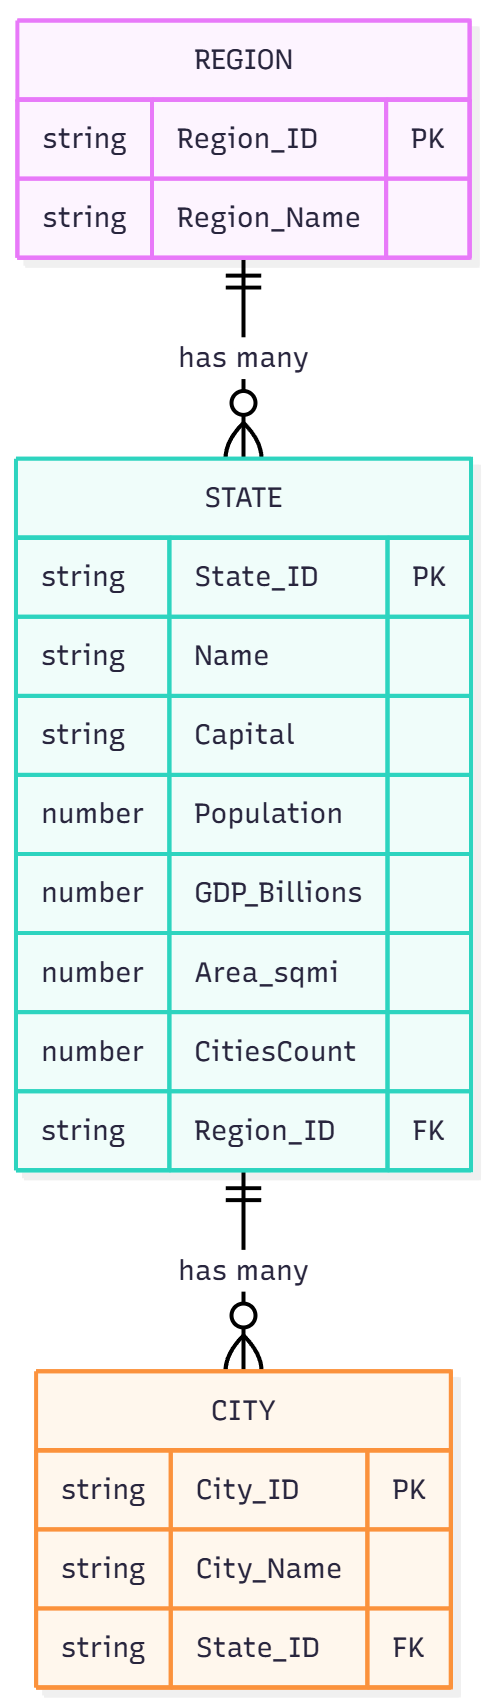 REGION
string Region_ID PK
string Region_Name
has many
STATE
string State_ID PK
string Name
string Capital
number Population
number GDP_Billions
number Area_sqmi
number CitiesCount
string Region_ID FK
has many
CITY
string City_ID PK
string City_Name
string State_ID FK